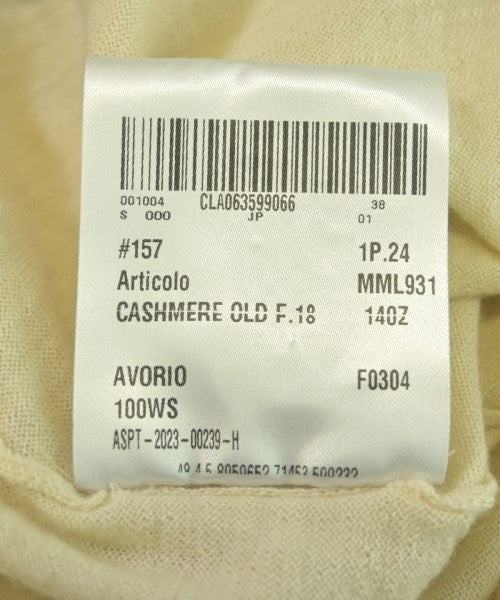 001004 CLA063599066 38
S 000 JP 01
#157 1P.24
Articolo MML931
CASHMERE OLD F.18 140Z
AVORIO F0304
100WS
ASPT-2023-00239-H